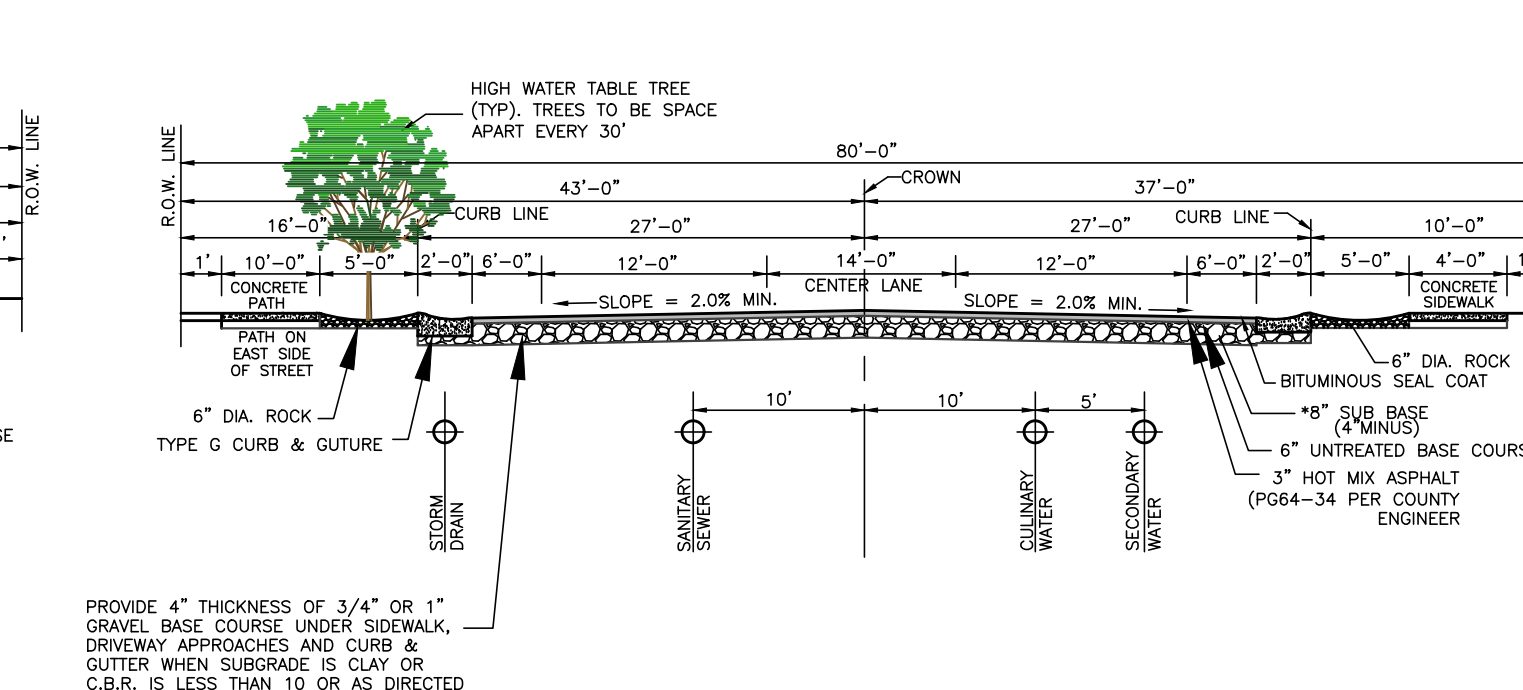 HIGH WATER TABLE TREE
(TYP). TREES TO BE SPACE
APART EVERY 30'
R.O.W. LINE
R.O.W. LINE
80'-0"
CROWN
43'-0"
37'-0"
CURB LINE
CURB LINE
16'-0"
27'-0"
27'-0"
10'-0"
1'
10'-0"
5'-0"
2'-0"
6'-0"
12'-0"
14'-0"
12'-0"
6'-0"
2'-0"
5'-0"
4'-0"
CONCRETE
PATH
CENTER LANE
CONCRETE
SIDEWALK
SLOPE = 2.0% MIN.
SLOPE = 2.0% MIN.
PATH ON
EAST SIDE
OF STREET
6" DIA. ROCK
TYPE G CURB & GUTURE
6" DIA. ROCK
BITUMINOUS SEAL COAT
*8" SUB BASE
(4"MINUS)
6" UNTREATED BASE COURS
3" HOT MIX ASPHALT
(PG64-34 PER COUNTY
ENGINEER
10'
10'
5'
STORM
DRAIN
SANITARY
SEWER
CULINARY
WATER
SECONDARY
WATER
PROVIDE 4" THICKNESS OF 3/4" OR 1"
GRAVEL BASE COURSE UNDER SIDEWALK,
DRIVEWAY APPROACHES AND CURB &
GUTTER WHEN SUBGRADE IS CLAY OR
C.B.R. IS LESS THAN 10 OR AS DIRECTED